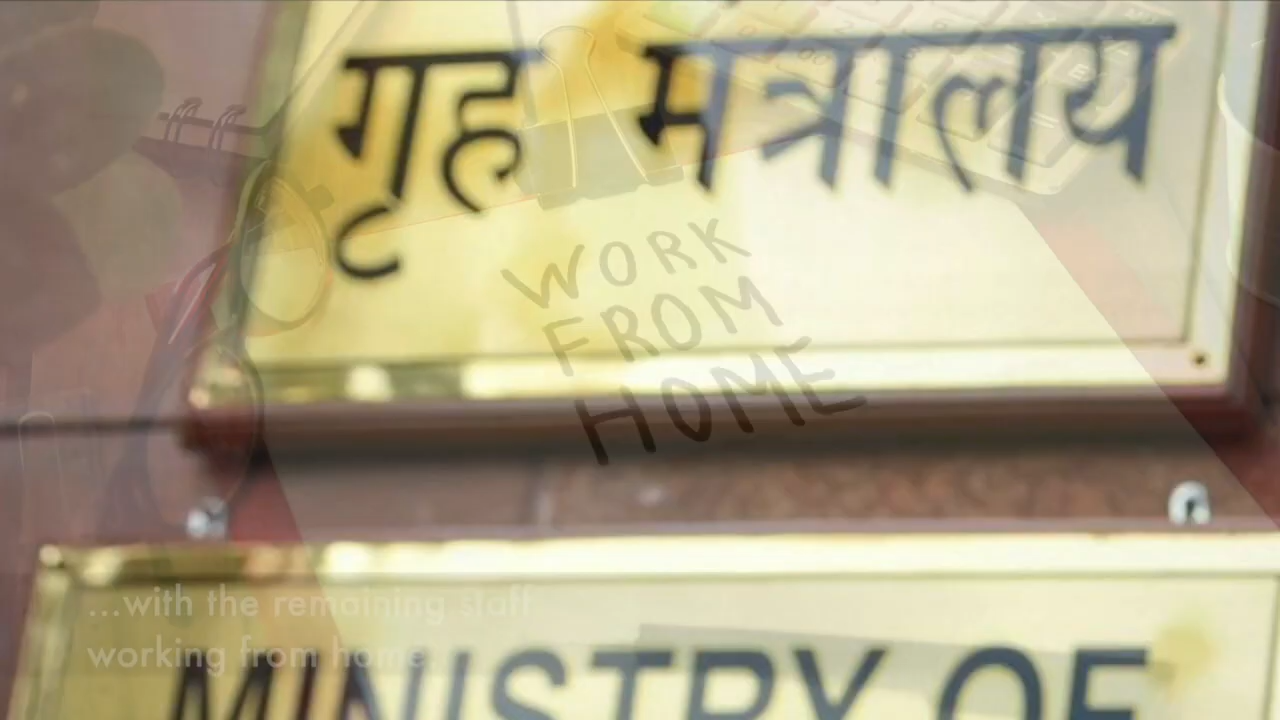 गृह मंत्रालय
WORK
FROM
HOME
...with the remaining staff
working from home.
MINISTRY OF